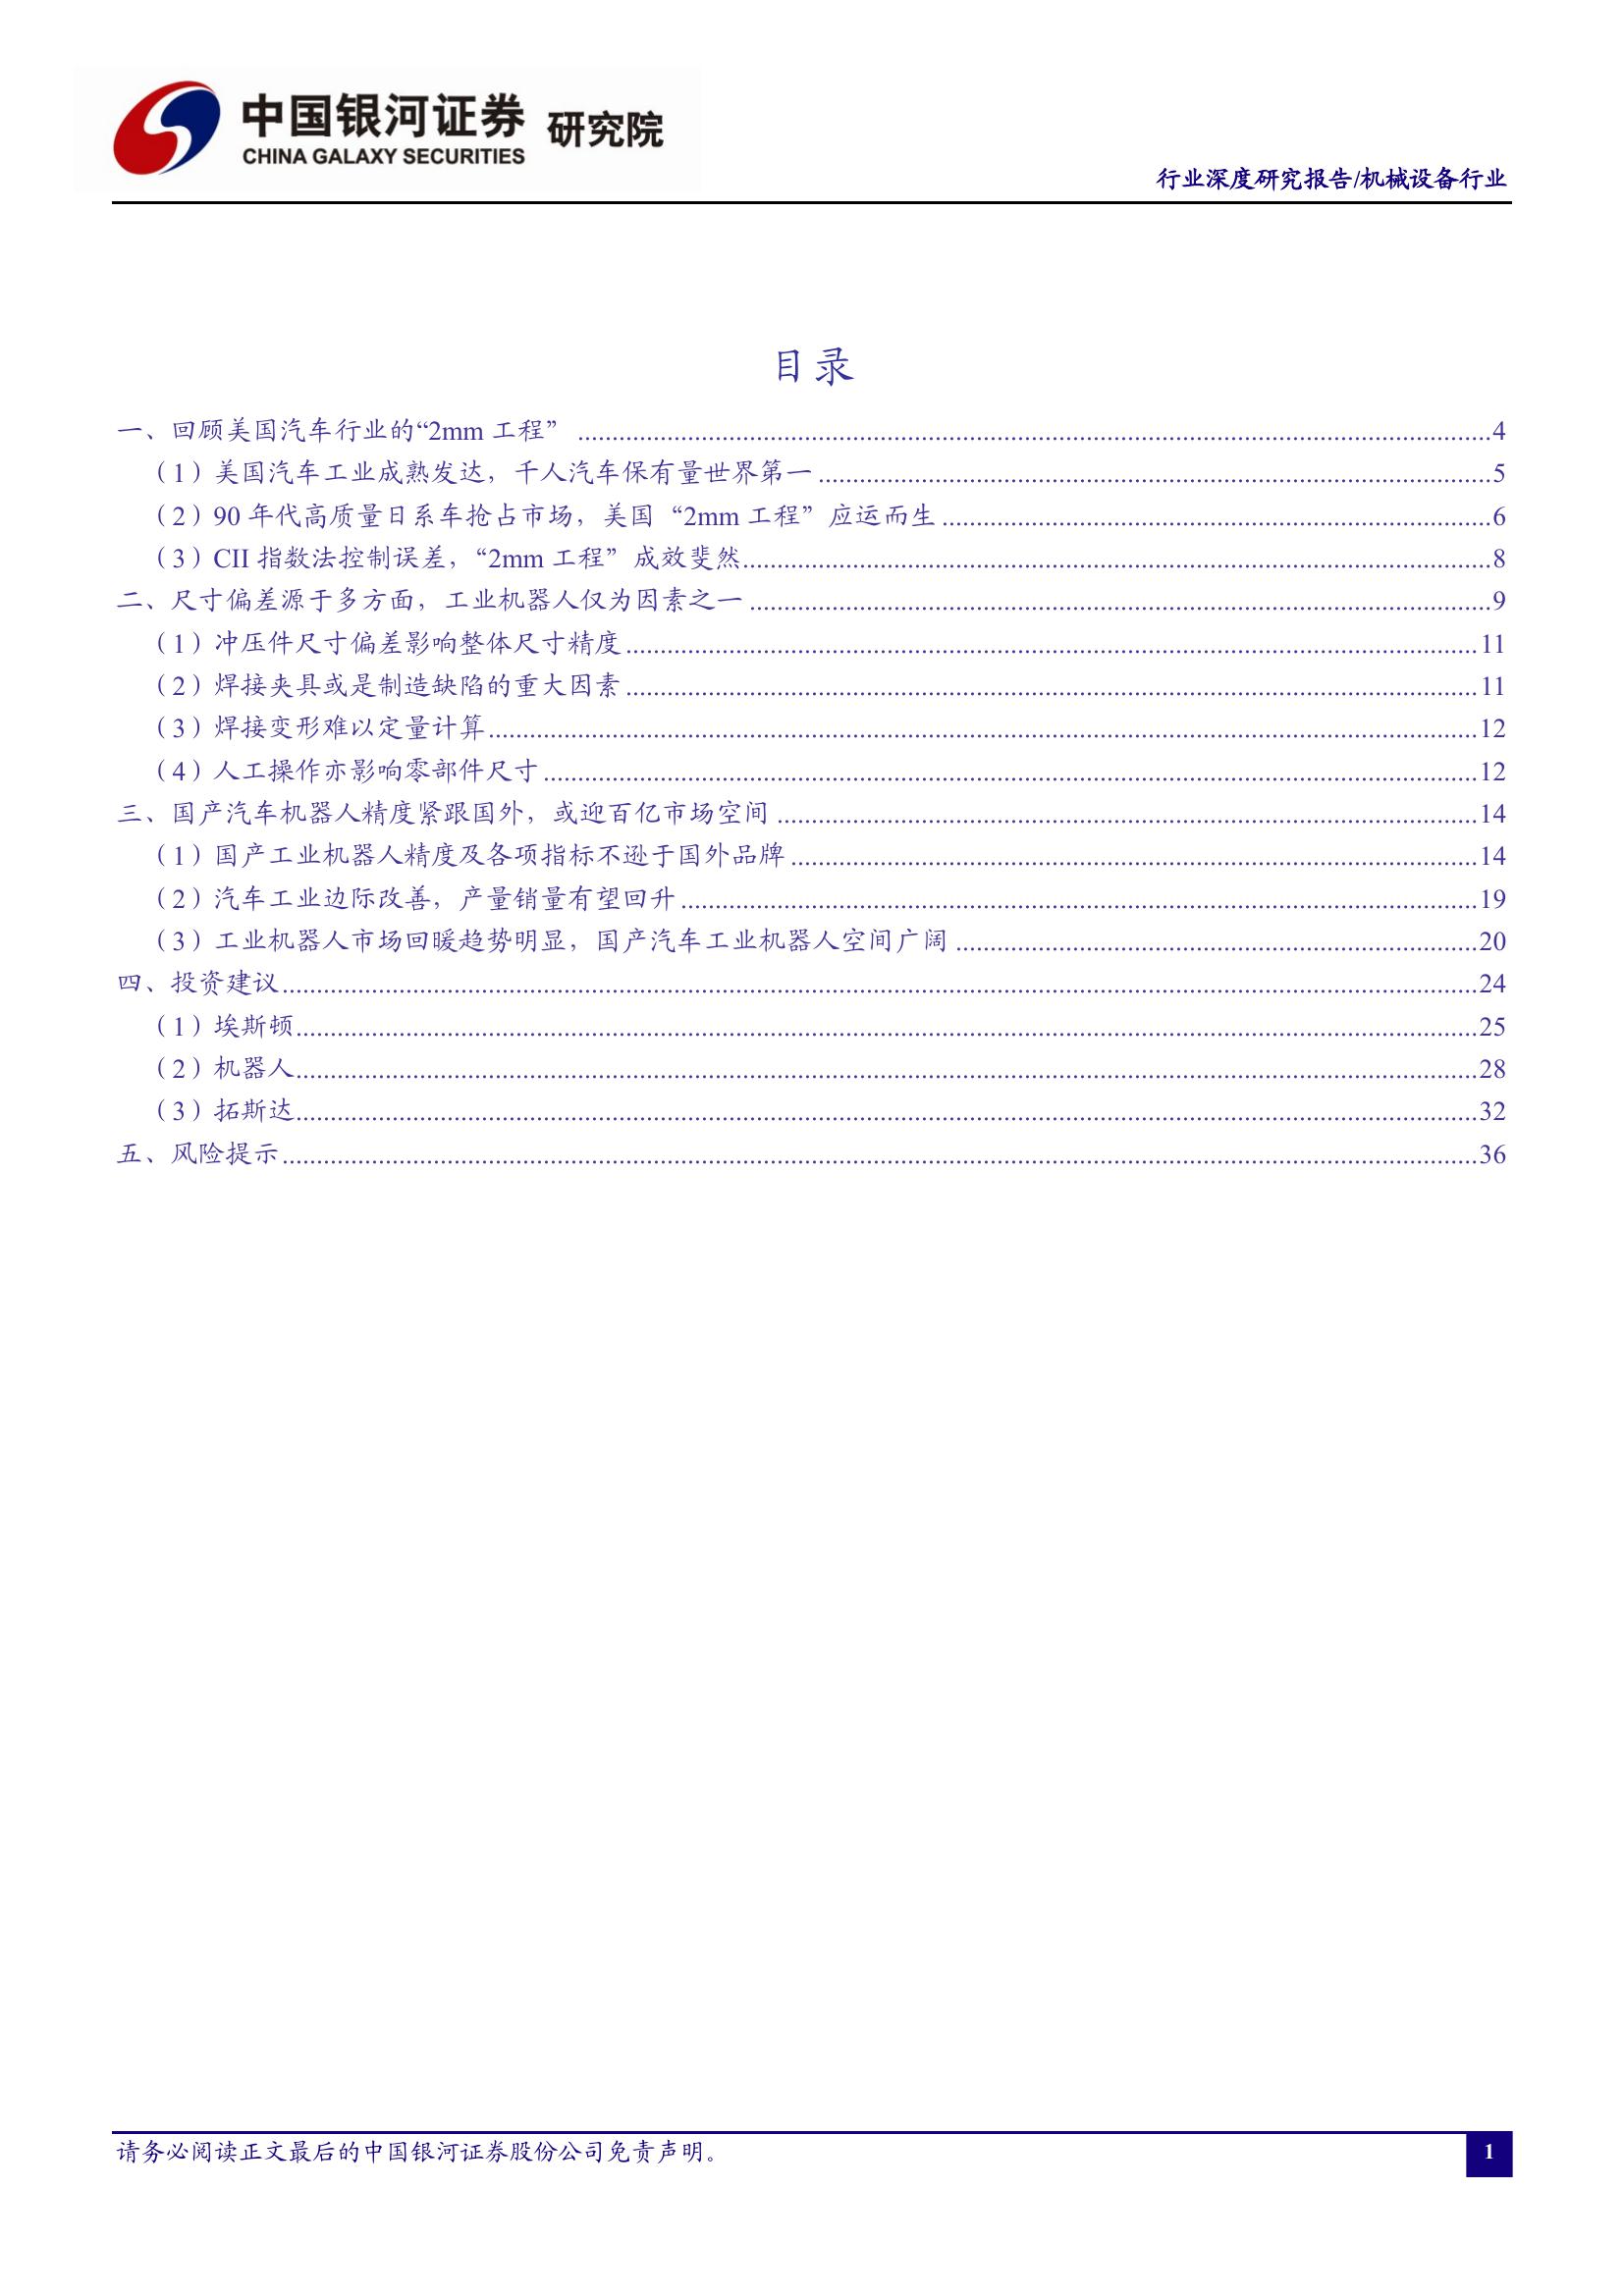 中国银河证券 研究院
CHINA GALAXY SECURITIES
行业深度研究报告/机械设备行业
目录
一、回顾美国汽车行业的“2mm 工程” ........ 4
（1）美国汽车工业成熟发达，千人汽车保有量世界第一 ........ 5
（2）90 年代高质量日系车抢占市场，美国“2mm 工程”应运而生 ........ 6
（3）CII 指数法控制误差，“2mm 工程”成效斐然 ........ 8
二、尺寸偏差源于多方面，工业机器人仅为因素之一 ........ 9
（1）冲压件尺寸偏差影响整体尺寸精度 ........ 11
（2）焊接夹具或是制造缺陷的重大因素 ........ 11
（3）焊接变形难以定量计算 ........ 12
（4）人工操作亦影响零部件尺寸 ........ 12
三、国产汽车机器人精度紧跟国外，或迎百亿市场空间 ........ 14
（1）国产工业机器人精度及各项指标不逊于国外品牌 ........ 14
（2）汽车工业边际改善，产量销量有望回升 ........ 19
（3）工业机器人市场回暖趋势明显，国产汽车工业机器人空间广阔 ........ 20
四、投资建议 ........ 24
（1）埃斯顿 ........ 25
（2）机器人 ........ 28
（3）拓斯达 ........ 32
五、风险提示 ........ 36
请务必阅读正文最后的中国银河证券股份公司免责声明。
1